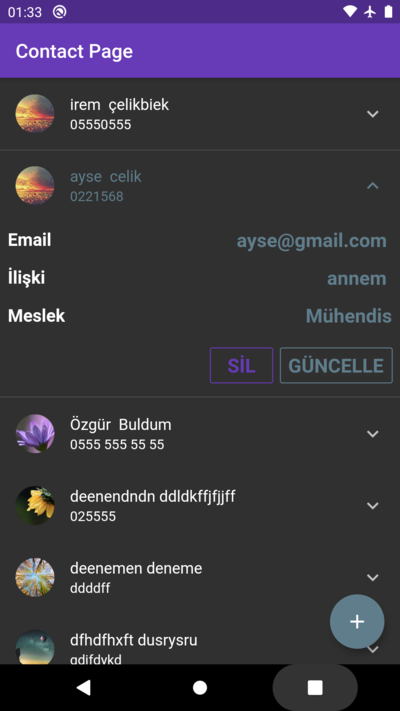 01:33
Contact Page
irem çelikbiek
05550555
ayse celik
0221568
Email ayse@gmail.com
İlişki annem
Meslek Mühendis
SİL GÜNCELLE
Özgür Buldum
0555 555 55 55
deenendndn ddldkffjfjjff
025555
deenemen deneme
ddddff
dfhdfhxft dusrysru
gdifdykd